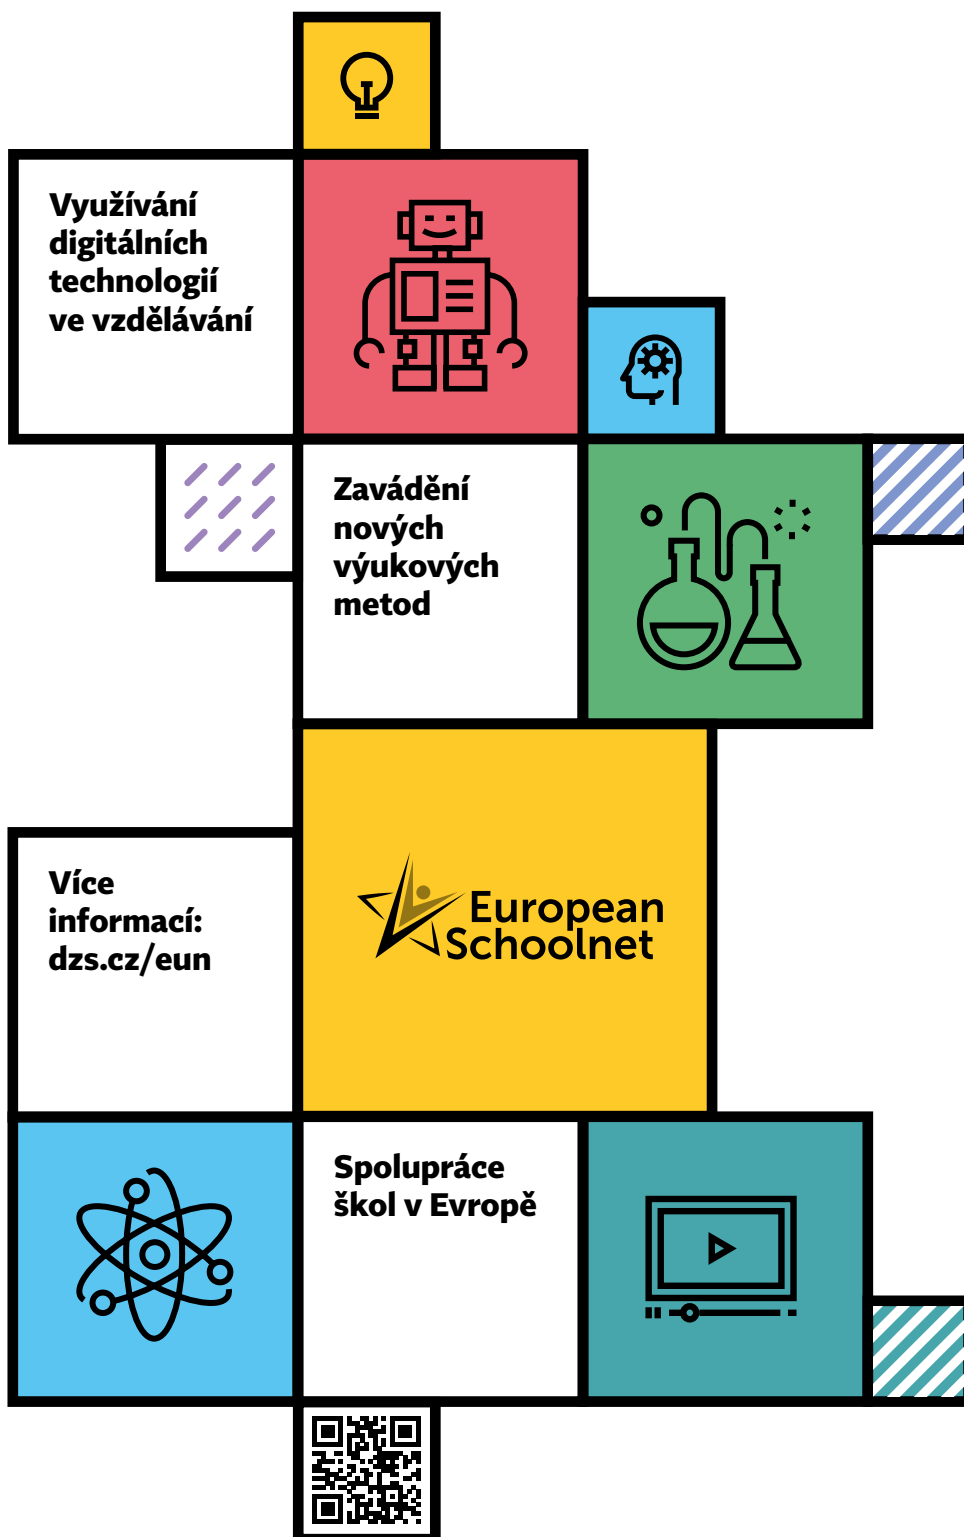 Využívání
digitálních
technologií
ve vzdělávání
Zavádění
nových
výukových
metod
Více
informací:
dzs.cz/eun
European
Schoolnet
Spolupráce
škol v Evropě